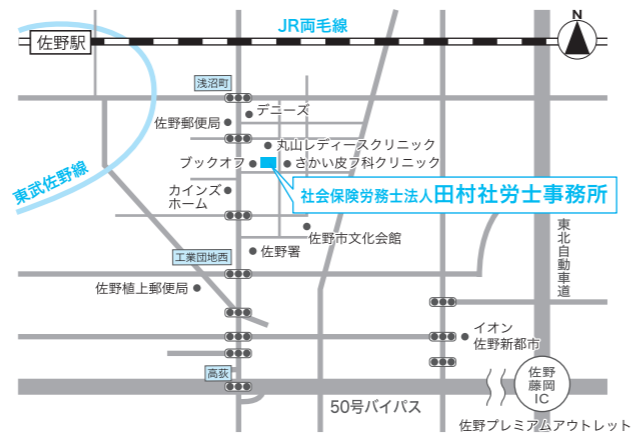 JR両毛線
N
佐野駅
浅沼町
デニーズ
佐野郵便局
丸山レディースクリニック
ブックオフ
さかい皮フ科クリニック
東武佐野線
カインズ
ホーム
社会保険労務士法人田村社労士事務所
佐野市文化会館
東北自動車道
佐野署
工業団地西
佐野植上郵便局
イオン
佐野新都市
高荻
佐野
藤岡
IC
50号バイパス
佐野プレミアムアウトレット